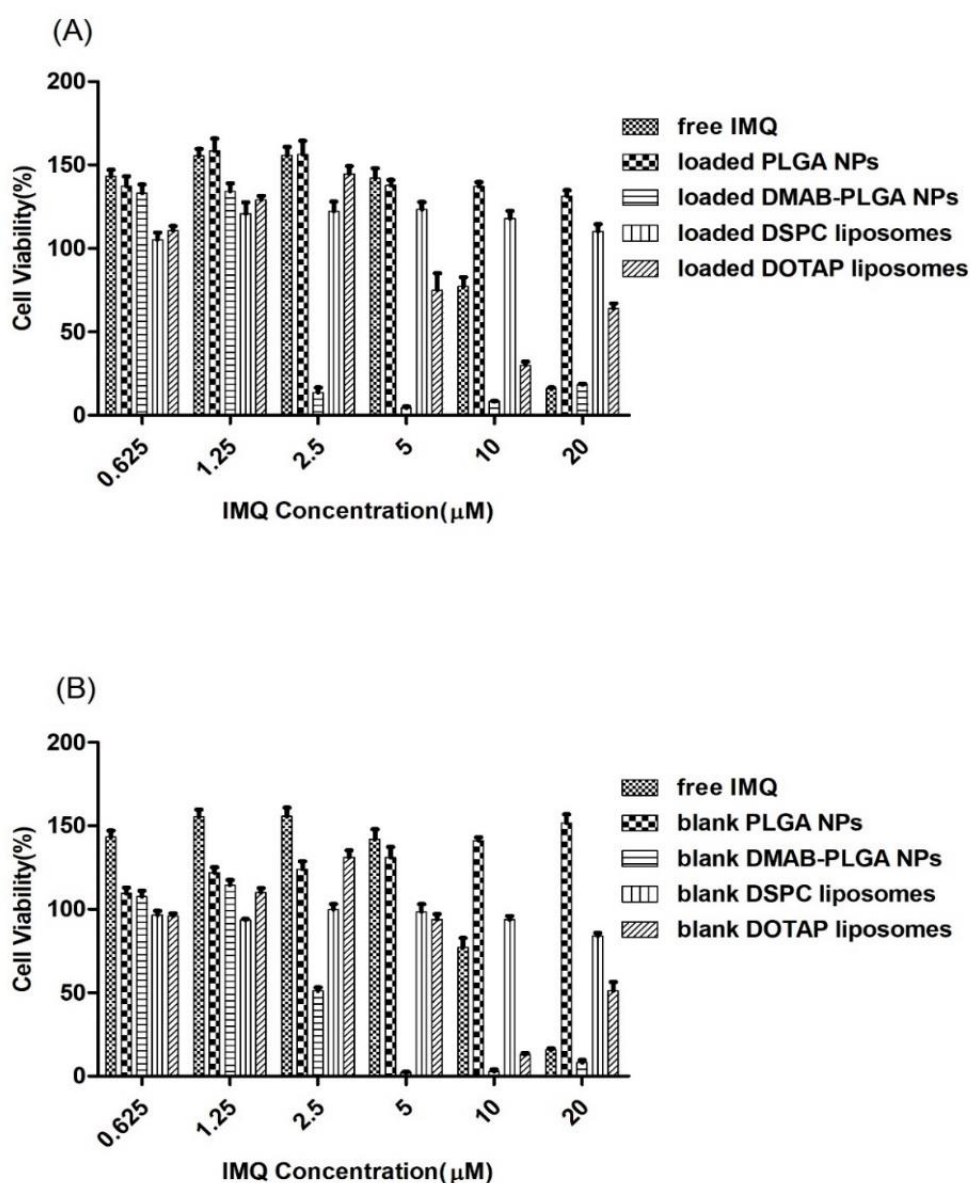 (A)
200
150
100
50
0
Cell Viability(%)
0.625
1.25
2.5
5
10
20
IMQ Concentration(μM)
free IMQ
loaded PLGA NPs
loaded DMAB-PLGA NPs
loaded DSPC liposomes
loaded DOTAP liposomes
(B)
200
150
100
50
0
Cell Viability(%)
0.625
1.25
2.5
5
10
20
IMQ Concentration(μM)
free IMQ
blank PLGA NPs
blank DMAB-PLGA NPs
blank DSPC liposomes
blank DOTAP liposomes